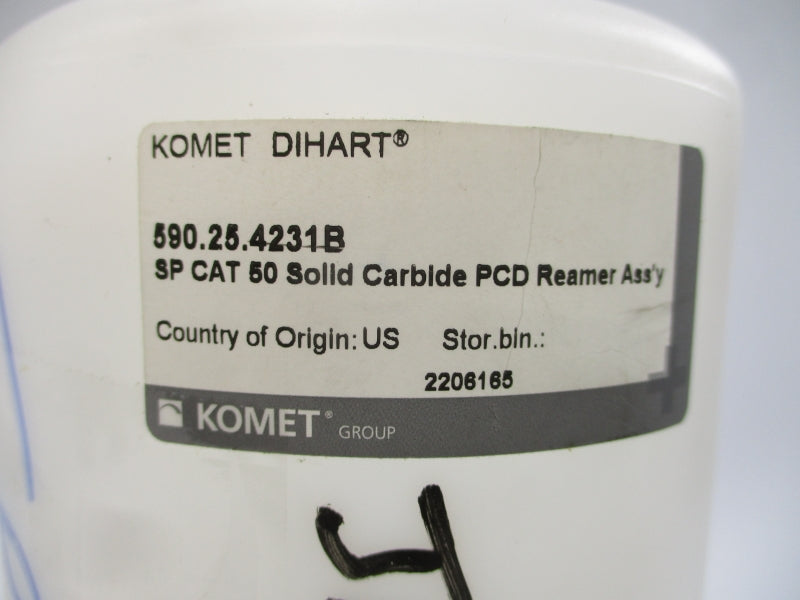 KOMET DIHART®
590.25.4231B
SP CAT 50 Solid Carbide PCD Reamer Ass'y
Country of Origin: US Stor.bln.:
2206165
KOMET® GROUP